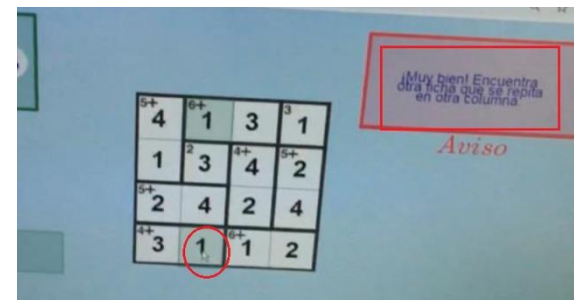 ¡Muy bien! Encuentra
otra ficha que se repita
en otra columna
Aviso
5+ 4 6+ 1 3 3 1
1 2 3 4+ 4 5+ 2
5+ 2 4 2 4
4+ 3 1 6+ 1 2